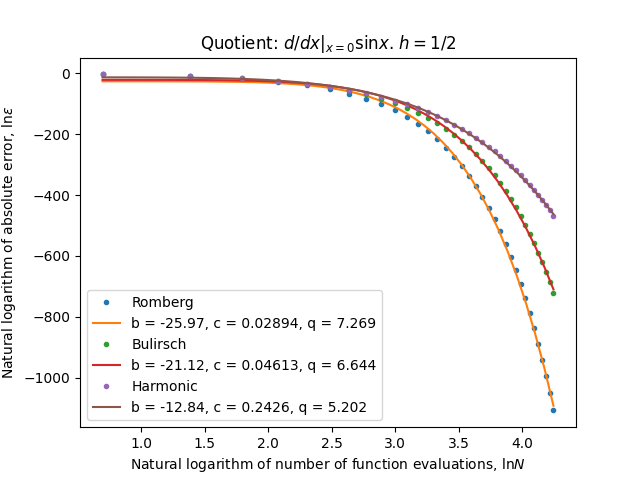 Quotient: d/dx|ₓ₌₀sinx. h = 1/2
Natural logarithm of absolute error, lnε
0
−200
−400
−600
−800
−1000
Romberg
b = -25.97, c = 0.02894, q = 7.269
Bulirsch
b = -21.12, c = 0.04613, q = 6.644
Harmonic
b = -12.84, c = 0.2426, q = 5.202
1.0 1.5 2.0 2.5 3.0 3.5 4.0
Natural logarithm of number of function evaluations, lnN